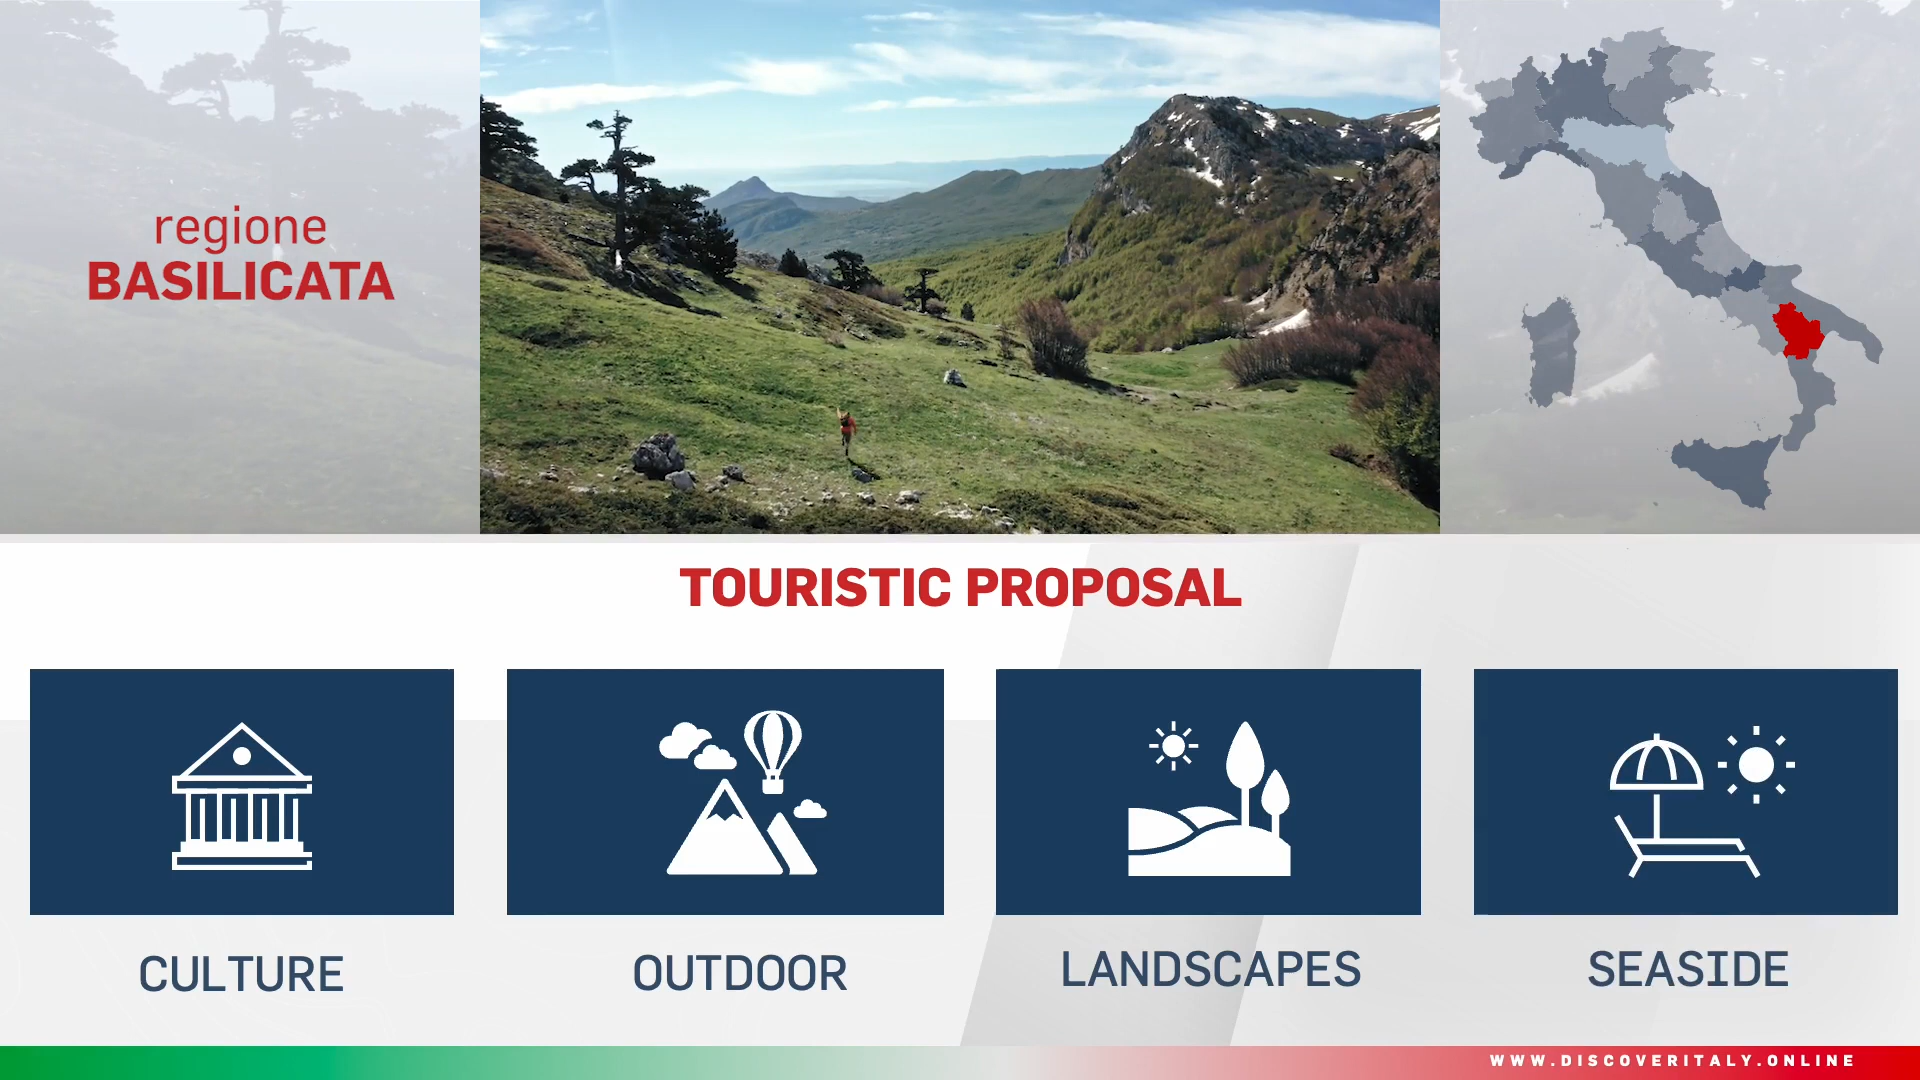 regione
BASILICATA
TOURISTIC PROPOSAL
CULTURE
OUTDOOR
LANDSCAPES
SEASIDE
WWW.DISCOVERITALY.ONLINE